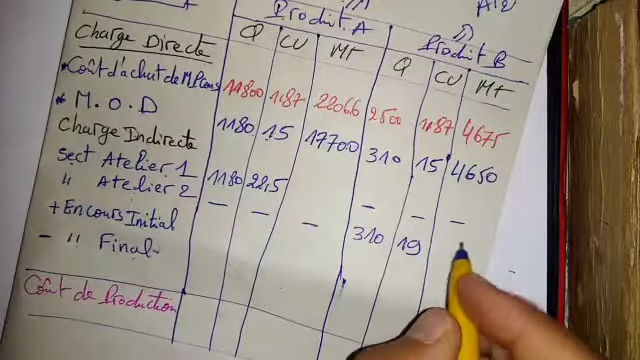 Produit A Produit B
Q CU MT Q CU MT
Charge Directe
* Coût d'achat de M. 11800 1,87 22066 2500 1,87 4675
* M.O.D 1180 15 17700 310 15 4650
Charge Indirecte
Sect Atelier 1 1180 22,5
" Atelier 2 - - - 310 19
+ Encours Initial - - -
- " Final
Coût de Production